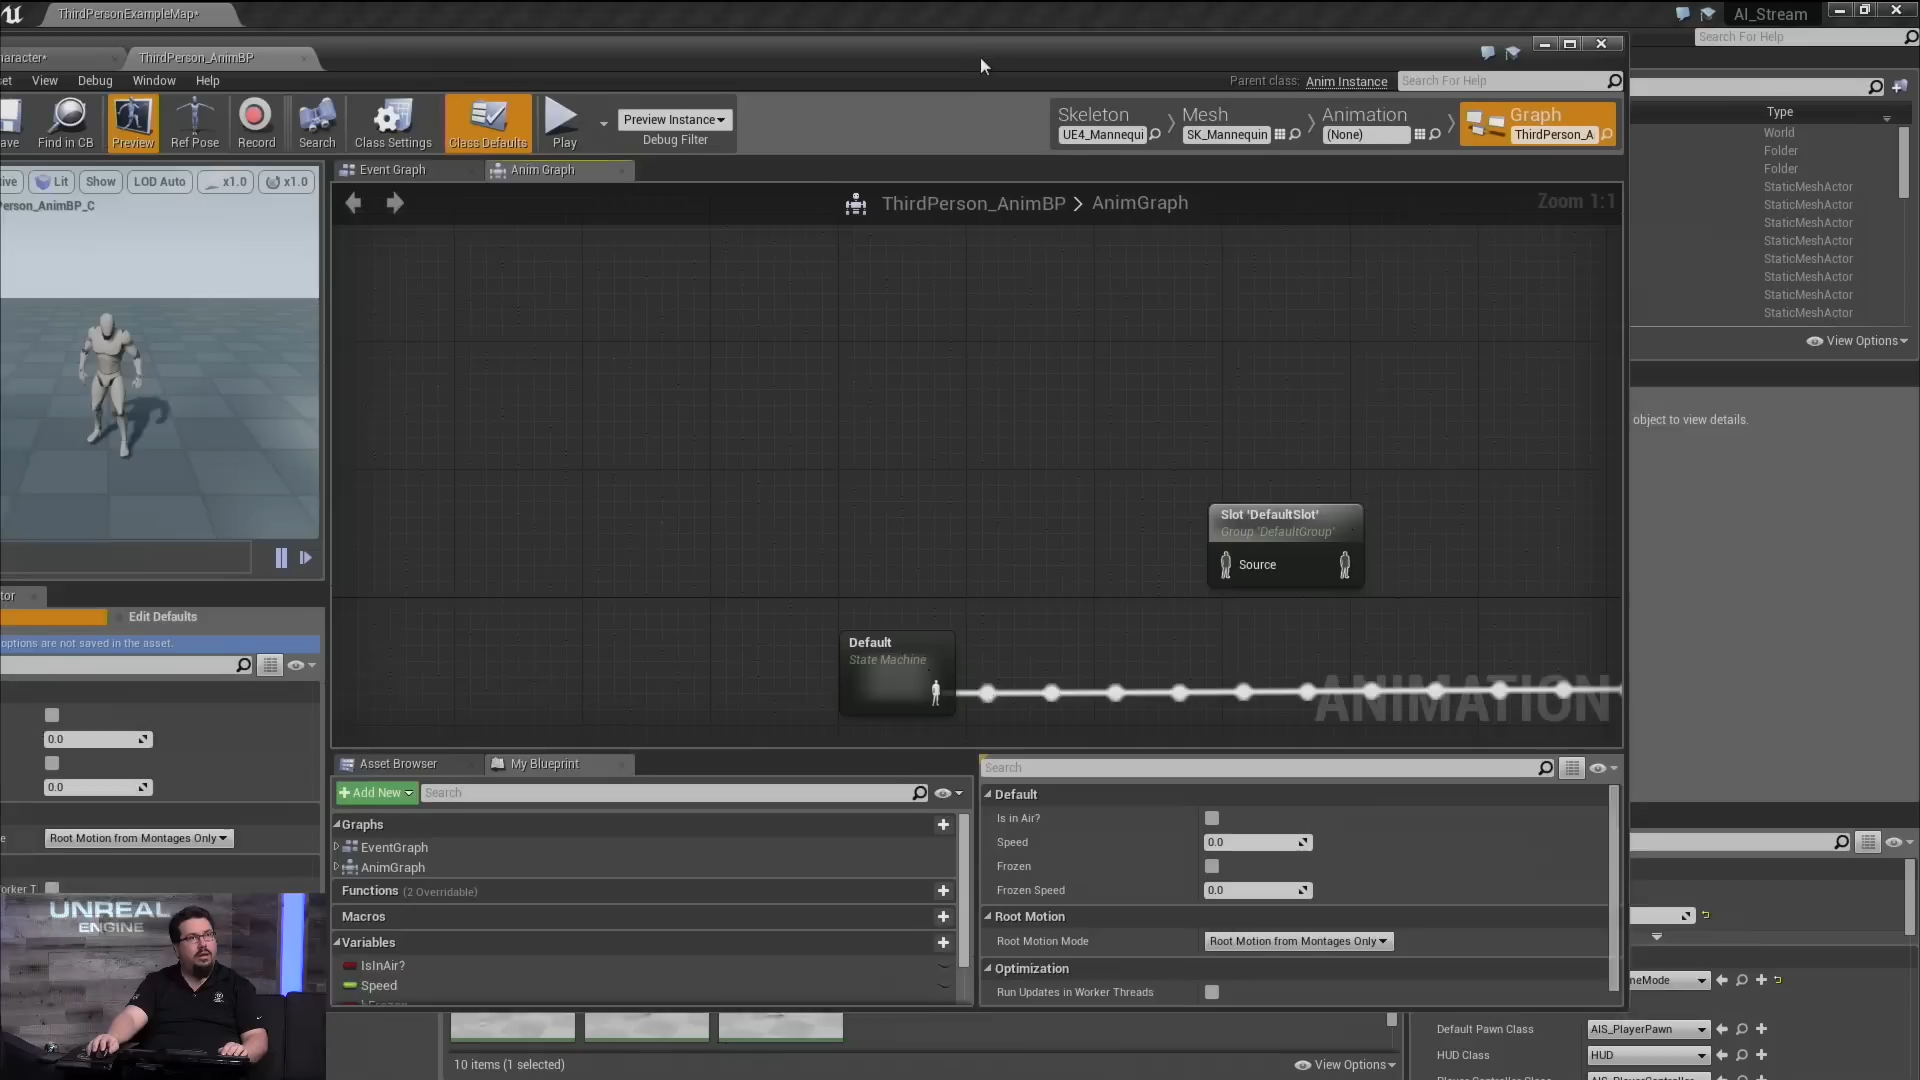 ThirdPersonExampleMap*
AI_Stream
Search For Help
haracter*
ThirdPerson_AnimBP
View
Debug
Window
Help
Parent class:
Anim Instance
Search For Help
Find in CB
Preview
Ref Pose
Record
Search
Class Settings
Class Defaults
Play
Preview Instance
Debug Filter
Skeleton
UE4_Mannequi
Mesh
SK_Mannequin
Animation
(None)
Graph
ThirdPerson_A
Type
World
Folder
Folder
StaticMeshActor
StaticMeshActor
StaticMeshActor
StaticMeshActor
StaticMeshActor
StaticMeshActor
StaticMeshActor
StaticMeshActor
View Options
object to view details.
Event Graph
Anim Graph
Lit
Show
LOD Auto
x1.0
x1.0
erson_AnimBP_C
ThirdPerson_AnimBP > AnimGraph
Zoom 1:1
Slot 'DefaultSlot'
Group 'DefaultGroup'
Source
Default
State Machine
ANIMATION
Edit Defaults
options are not saved in the asset.
0.0
0.0
Root Motion from Montages Only
orker T
Asset Browser
My Blueprint
Add New
Search
Graphs
EventGraph
AnimGraph
Functions (2 Overridable)
Macros
Variables
IsInAir?
Speed
Search
Default
Is in Air?
Speed
0.0
Frozen
Frozen Speed
0.0
Root Motion
Root Motion Mode
Root Motion from Montages Only
Optimization
Run Updates in Worker Threads
10 items (1 selected)
View Options
neMode
Default Pawn Class
AIS_PlayerPawn
HUD Class
HUD
UNREAL
ENGINE